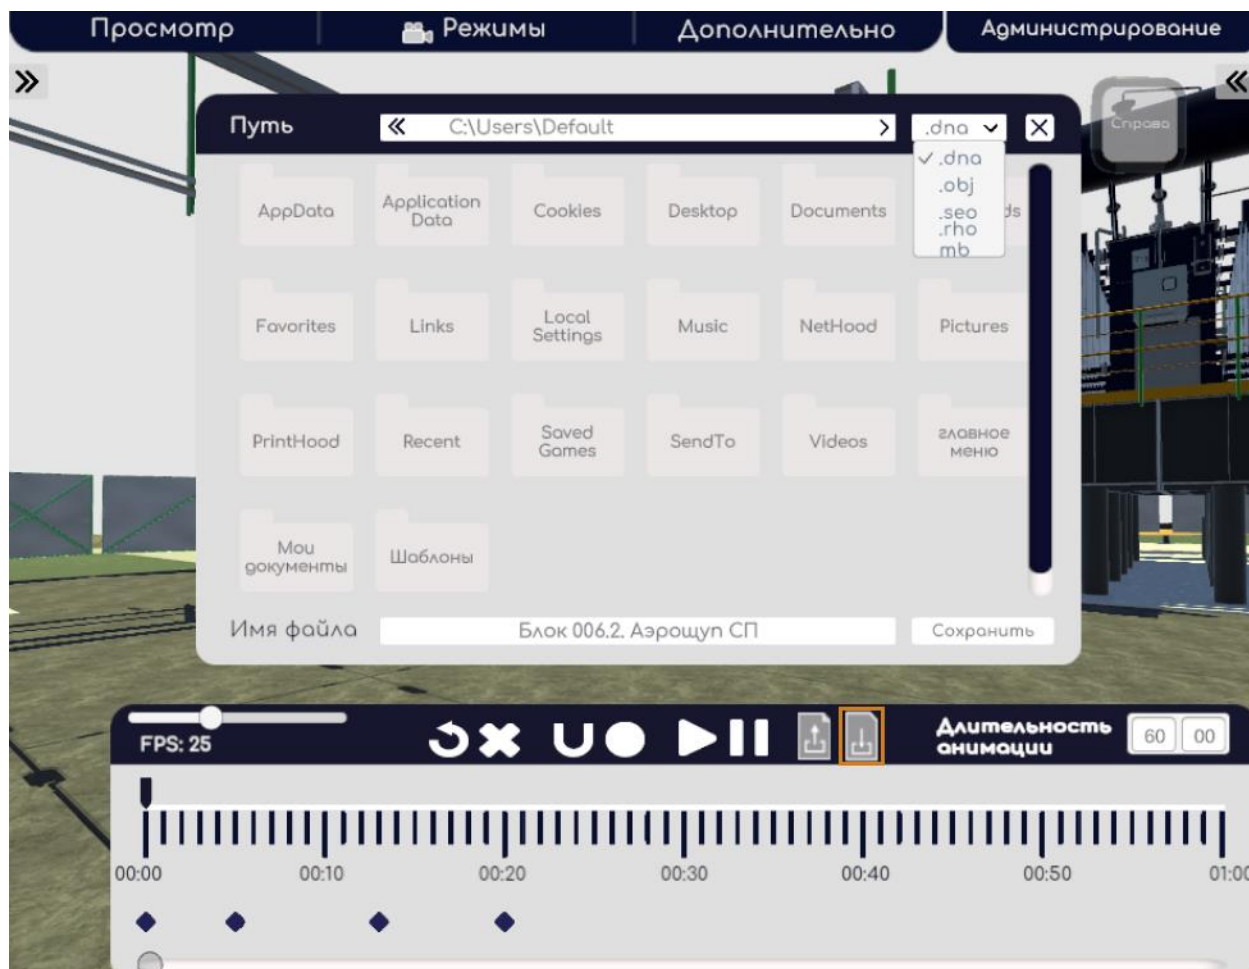 Просмотр
Режимы
Дополнительно
Администрирование
Путь
C:\Users\Default
.dna
Справа
.dna
.obj
.seo
.rho
mb
AppData
Application
Data
Cookies
Desktop
Documents
ds
Favorites
Links
Local
Settings
Music
NetHood
Pictures
PrintHood
Recent
Saved
Games
SendTo
Videos
главное
меню
Мои
документы
Шаблоны
Имя файла
Блок 006.2. Аэрощуп СП
Сохранить
FPS: 25
Длительность
анимации
60
00
00:00
00:10
00:20
00:30
00:40
00:50
01:00